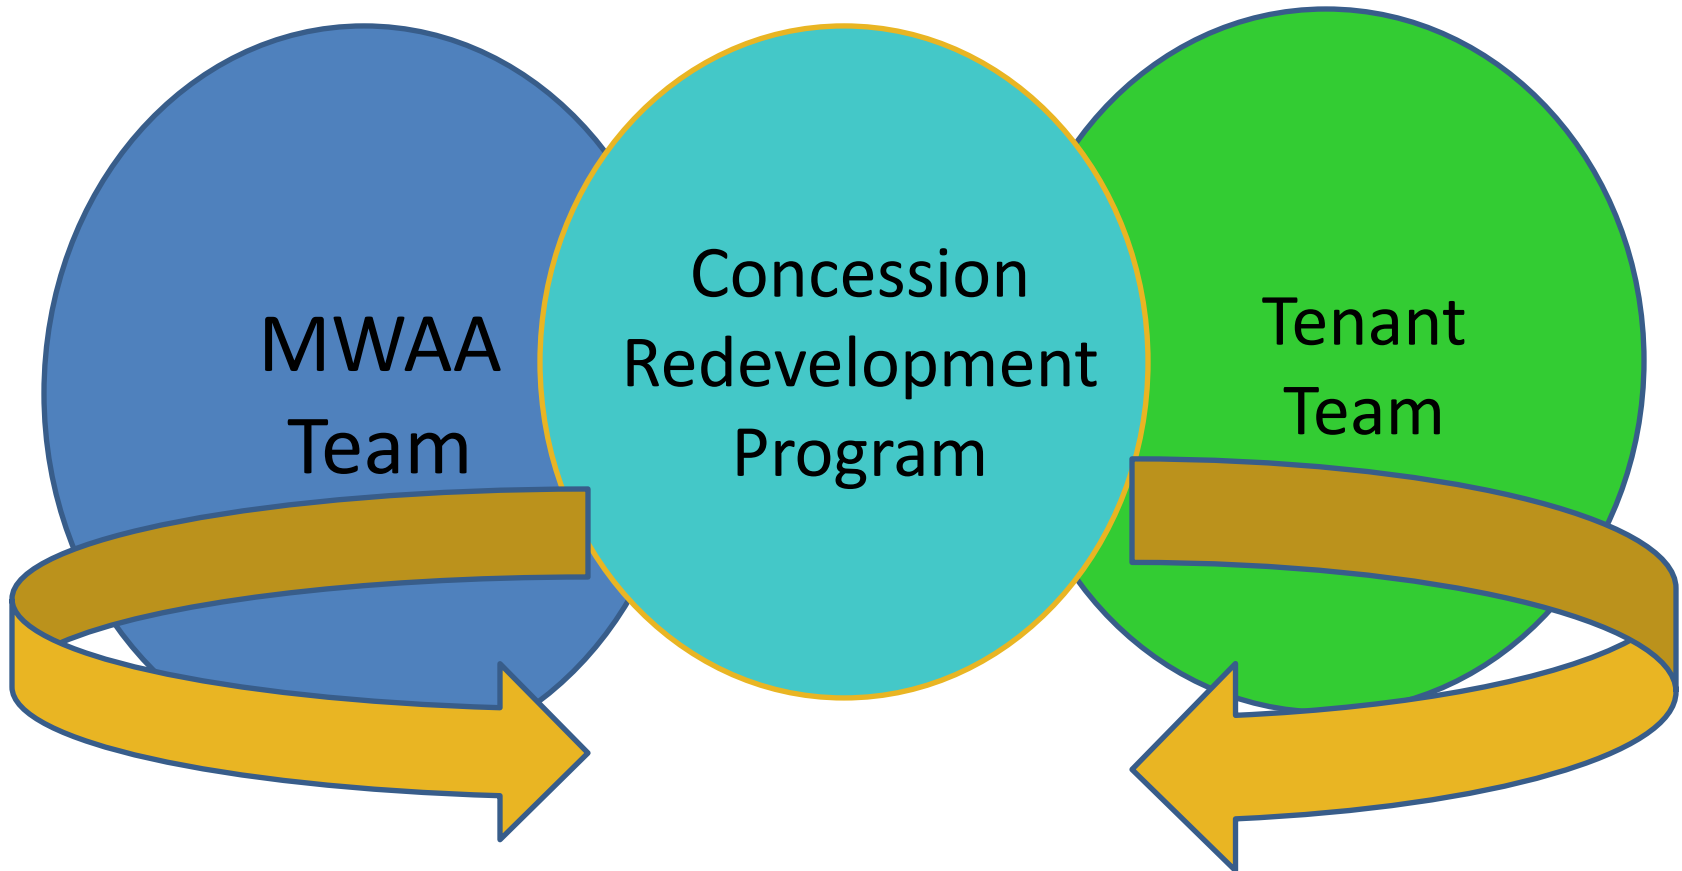 MWAA
Team
Concession
Redevelopment
Program
Tenant
Team